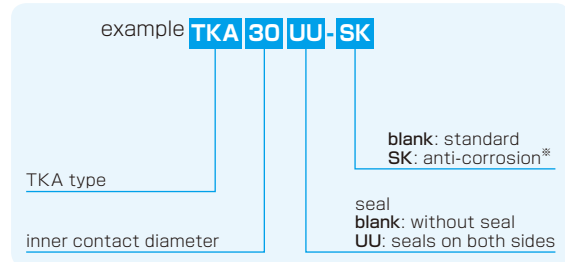 example TKA 30 UU - SK
blank: standard
SK: anti-corrosion※
TKA type
seal
blank: without seal
inner contact diameter
UU: seals on both sides